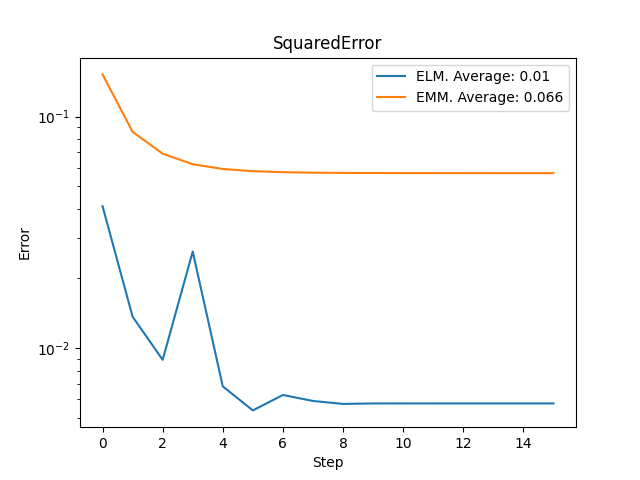 SquaredError
ELM. Average: 0.01
EMM. Average: 0.066
10⁻¹
10⁻²
Error
0 2 4 6 8 10 12 14
Step